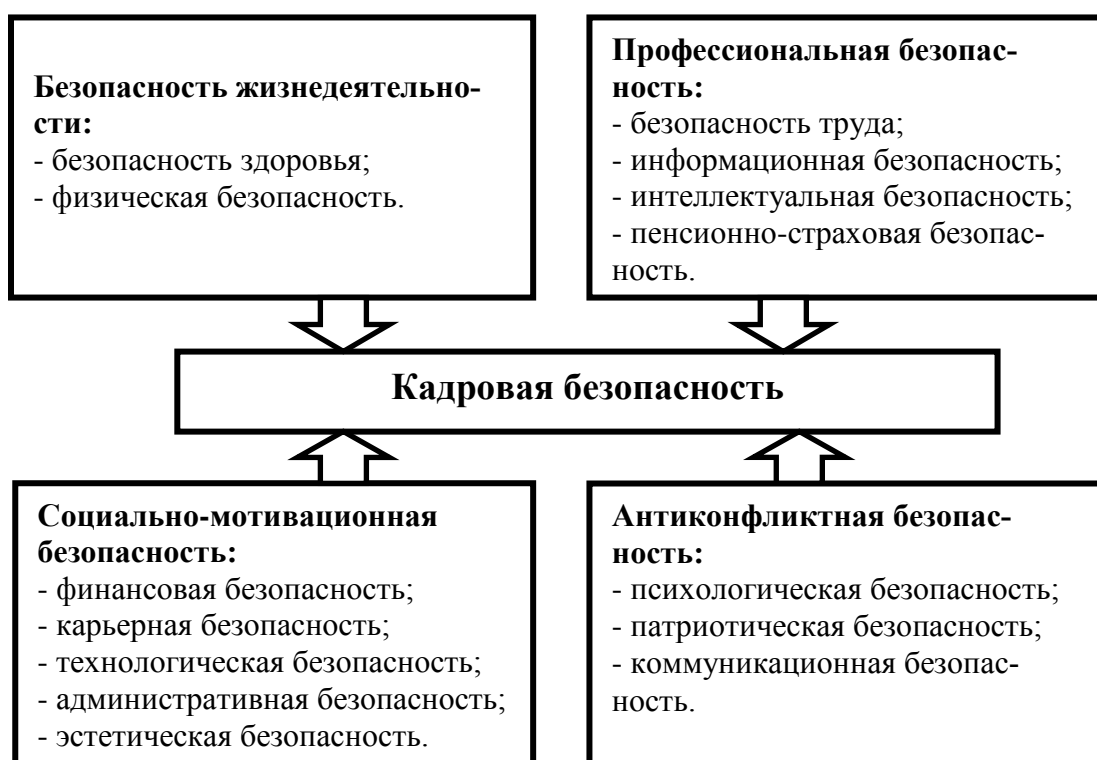 Безопасность жизнедеятельно-
сти:
- безопасность здоровья;
- физическая безопасность.
Профессиональная безопас-
ность:
- безопасность труда;
- информационная безопасность;
- интеллектуальная безопасность;
- пенсионно-страховая безопас-
ность.
Кадровая безопасность
Социально-мотивационная
безопасность:
- финансовая безопасность;
- карьерная безопасность;
- технологическая безопасность;
- административная безопасность;
- эстетическая безопасность.
Антиконфликтная безопас-
ность:
- психологическая безопасность;
- патриотическая безопасность;
- коммуникационная безопас-
ность.